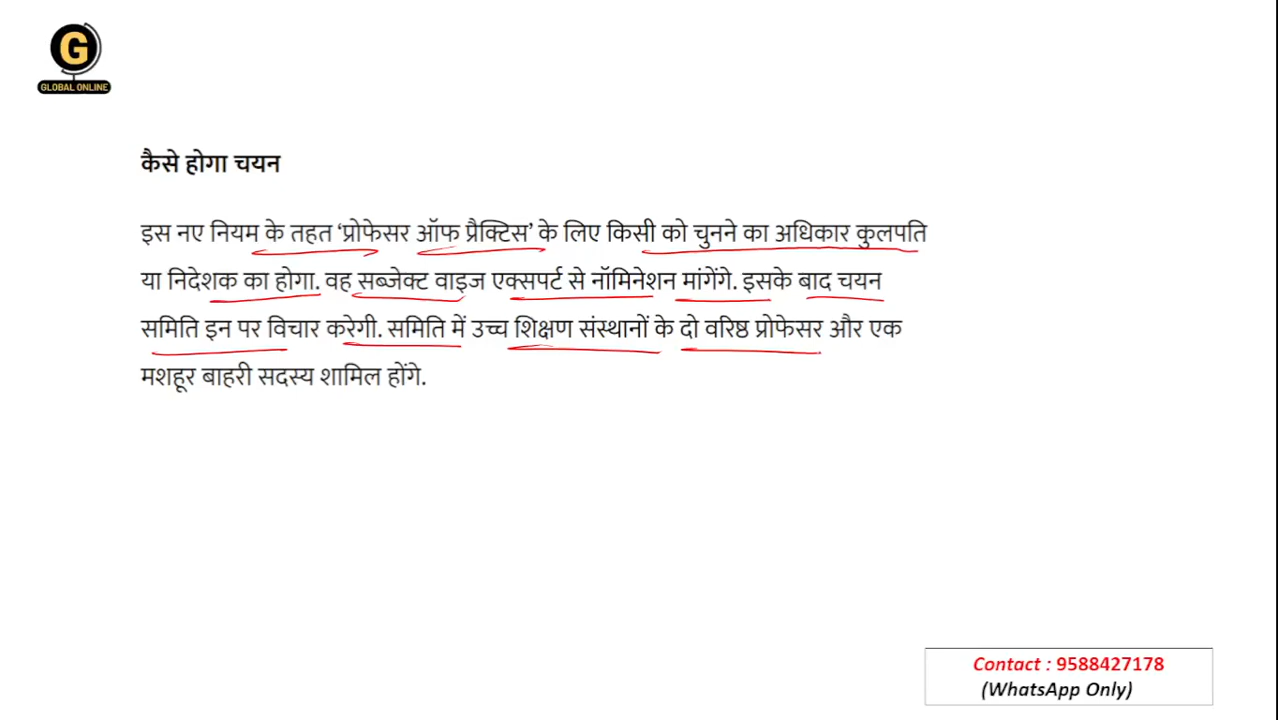 G
GLOBAL ONLINE
कैसे होगा चयन
इस नए नियम के तहत ‘प्रोफेसर ऑफ प्रैक्टिस’ के लिए किसी को चुनने का अधिकार कुलपति
या निदेशक का होगा. वह सब्जेक्ट वाइज एक्सपर्ट से नॉमिनेशन मांगेंगे. इसके बाद चयन
समिति इन पर विचार करेगी. समिति में उच्च शिक्षण संस्थानों के दो वरिष्ठ प्रोफेसर और एक
मशहूर बाहरी सदस्य शामिल होंगे.
Contact : 9588427178
(WhatsApp Only)